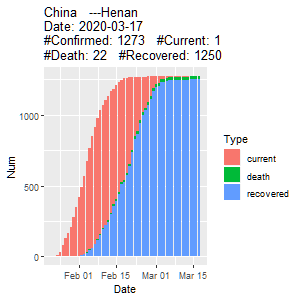 China   ---Henan
Date: 2020-03-17
#Confirmed: 1273   #Current: 1
#Death: 22   #Recovered: 1250
1000
500
0
Num
Feb 01
Feb 15
Mar 01
Mar 15
Date
Type
current
death
recovered